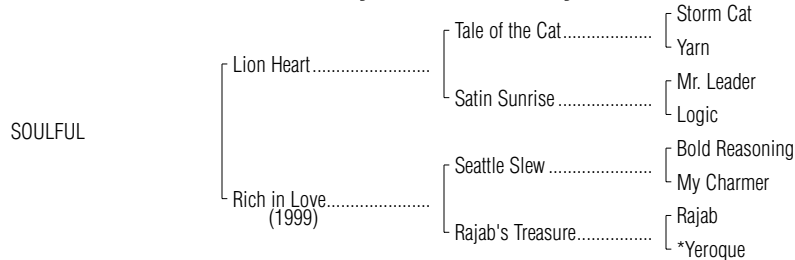 Storm Cat
Tale of the Cat...................
Yarn
Lion Heart.........................
Mr. Leader
Satin Sunrise ....................
Logic
SOULFUL
Bold Reasoning
Seattle Slew ......................
My Charmer
Rich in Love......................
(1999)
Rajab
Rajab's Treasure................
*Yeroque